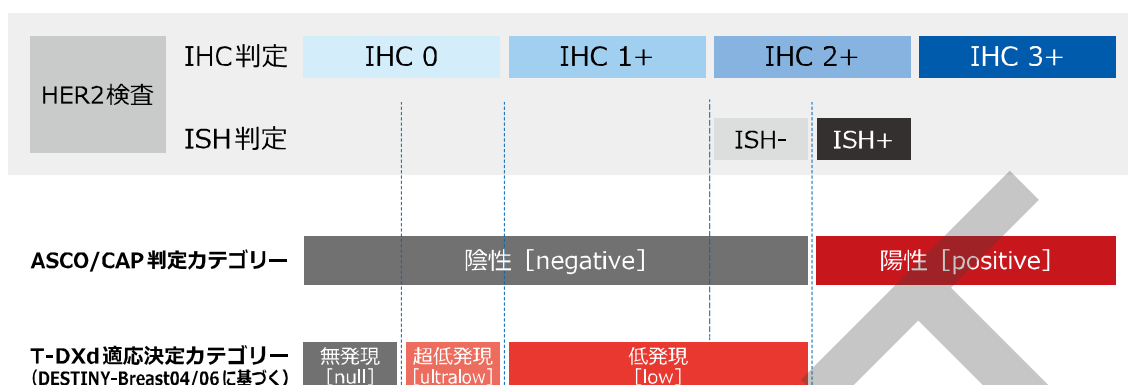 HER2検査
IHC判定
IHC 0
IHC 1+
IHC 2+
IHC 3+
ISH判定
ISH-
ISH+
ASCO/CAP判定カテゴリー
陰性［negative］
陽性［positive］
T-DXd適応決定カテゴリー
（DESTINY-Breast04/06に基づく）
無発現
［null］
超低発現
［ultralow］
低発現
［low］